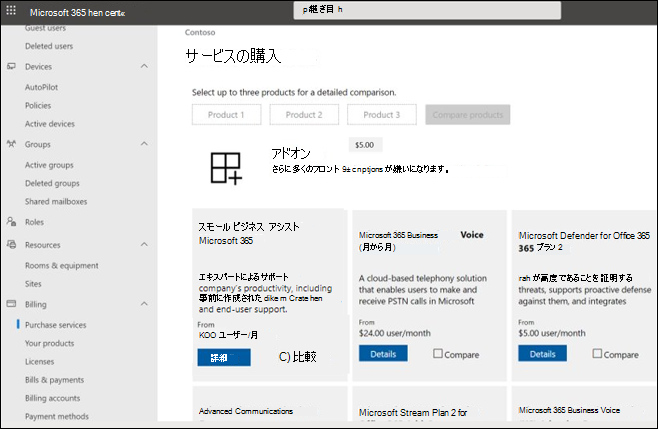 Microsoft 365 hen centæ
p継ぎ目 h
Guest users
Deleted users
Devices
AutoPilot
Policies
Active devices
Groups
Active groups
Deleted groups
Shared mailboxes
Roles
Resources
Rooms & equipment
Sites
Billing
Purchase services
Your products
Licenses
Bills & payments
Billing accounts
Payment methods
Contoso
サービスの購入
Select up to three products for a detailed comparison.
Product 1
Product 2
Product 3
Compare products
$5.00
アドオン
さらに多くのフロント 9± cnptjons が嫌いになります。
スモール ビジネス アシスト
Microsoft 365
エキスパートによるサポート
company's productivity, including
事前に作成された dike m Crate hen
and end-user support.
From
KOO ユーザー/月
詳細
C) 比較
Microsoft 365 Business Voice
(月から月)
A cloud-based telephony solution
that enables users to make and
receive PSTN calls in Microsoft
From
$24.00 user/month
Details
Compare
Microsoft Defender for Office 365
365 プラン 2
rah が高度であることを証明する
threats, supports proactive defense
against them, and integrates
From
$5.00 user/month
Details
Compare
Advanced Communications
Microsoft Stream Plan 2 for
Microsoft 365 Business Voice